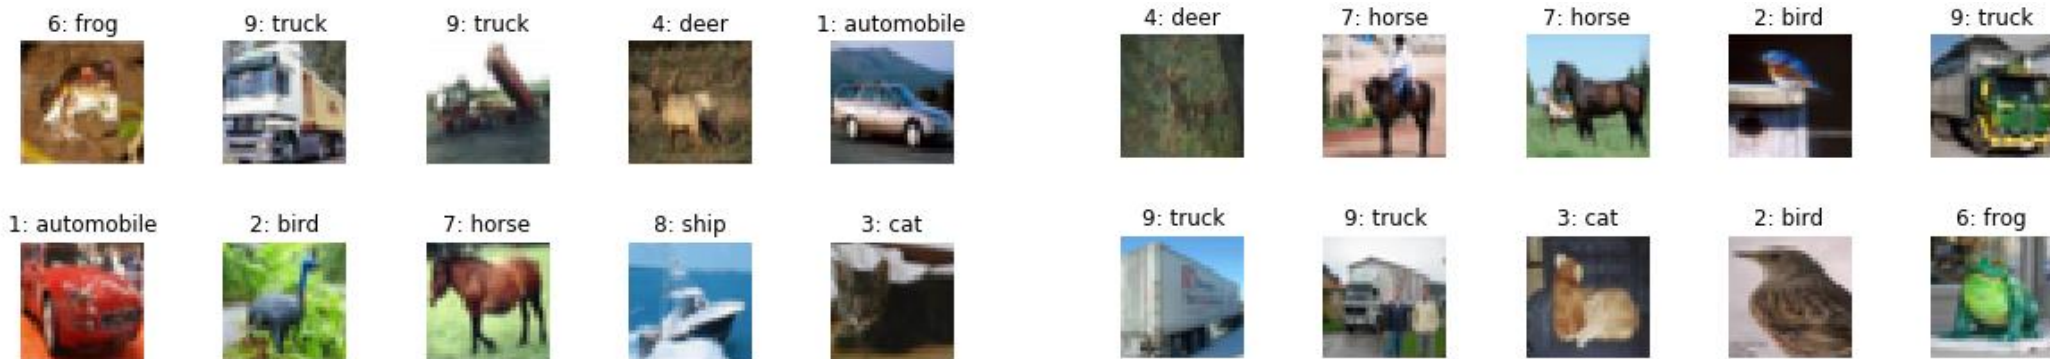 6: frog
9: truck
9: truck
4: deer
1: automobile
4: deer
7: horse
7: horse
2: bird
9: truck
1: automobile
2: bird
7: horse
8: ship
3: cat
9: truck
9: truck
3: cat
2: bird
6: frog